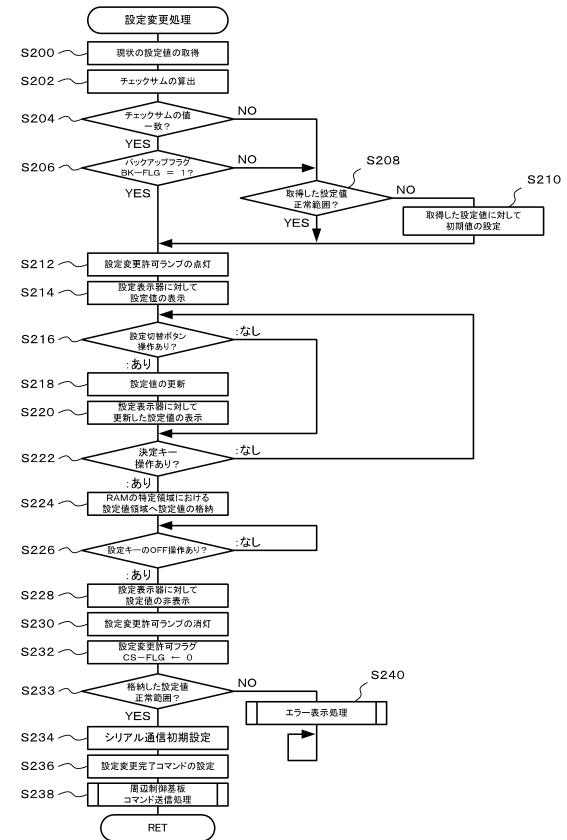 設定変更処理
S200
現状の設定値の取得
S202
チェックサムの算出
S204
チェックサムの値
一致？
NO
YES
S206
バックアップフラグ
BK－FLG ＝ 1？
NO
YES
S208
取得した設定値
正常範囲？
NO
YES
S210
取得した設定値に対して
初期値の設定
S212
設定変更許可ランプの点灯
S214
設定表示器に対して
設定値の表示
S216
設定切替ボタン
操作あり？
：なし
：あり
S218
設定値の更新
S220
設定表示器に対して
更新した設定値の表示
S222
決定キー
操作あり？
：なし
：あり
S224
RAMの特定領域における
設定値領域へ設定値の格納
S226
設定キーのOFF操作あり？
：なし
：あり
S228
設定表示器に対して
設定値の非表示
S230
設定変更許可ランプの消灯
S232
設定変更許可フラグ
CS－FLG ← 0
S233
格納した設定値
正常範囲？
NO
YES
S240
エラー表示処理
S234
シリアル通信初期設定
S236
設定変更完了コマンドの設定
S238
周辺制御基板
コマンド送信処理
RET